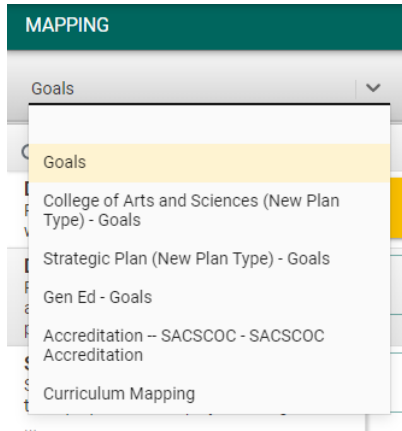 MAPPING
Goals
Goals
College of Arts and Sciences (New Plan
Type) - Goals
Strategic Plan (New Plan Type) - Goals
Gen Ed - Goals
Accreditation -- SACSCOC - SACSCOC
Accreditation
Curriculum Mapping
...